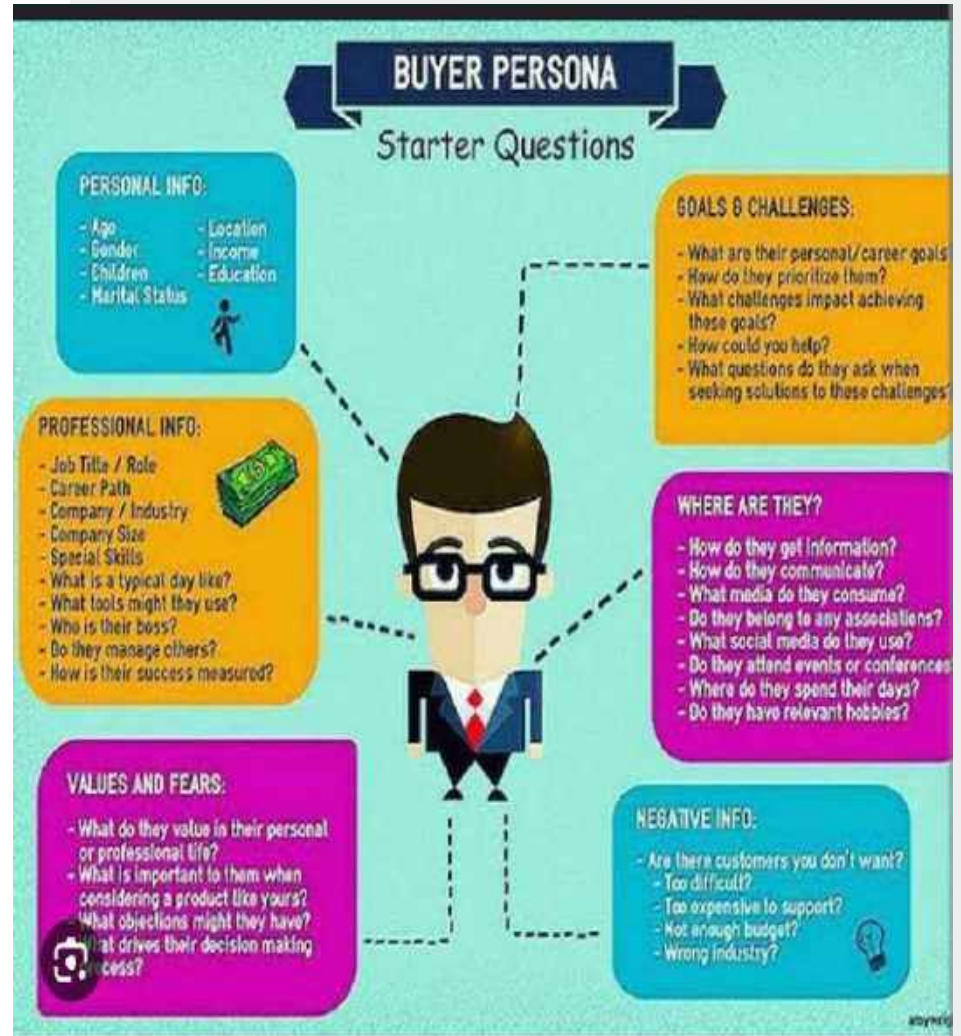 BUYER PERSONA
Starter Questions
PERSONAL INFO:
- Age
- Gender
- Children
- Marital Status
- Location
- Income
- Education
PROFESSIONAL INFO:
- Job Title / Role
- Career Path
- Company / Industry
- Company Size
- Special Skills
- What is a typical day like?
- What tools might they use?
- Who is their boss?
- Do they manage others?
- How is their success measured?
VALUES AND FEARS:
- What do they value in their personal
or professional life?
- What is important to them when
considering a product like yours?
What objections might they have?
drives their decision making
GOALS & CHALLENGES:
- What are their personal/career goals
- How do they prioritize them?
- What challenges impact achieving
these goals?
- How could you help?
- What questions do they ask when
seeking solutions to these challenges?
WHERE ARE THEY?
- How do they get information?
- How do they communicate?
- What media do they consume?
- Do they belong to any associations?
- What social media do they use?
- Do they attend events or conferences
- Where do they spend their days?
- Do they have relevant hobbies?
NEGATIVE INFO:
- Are there customers you don't want?
- Too difficult?
- Too expensive to support?
- Not enough budget?
- Wrong industry?